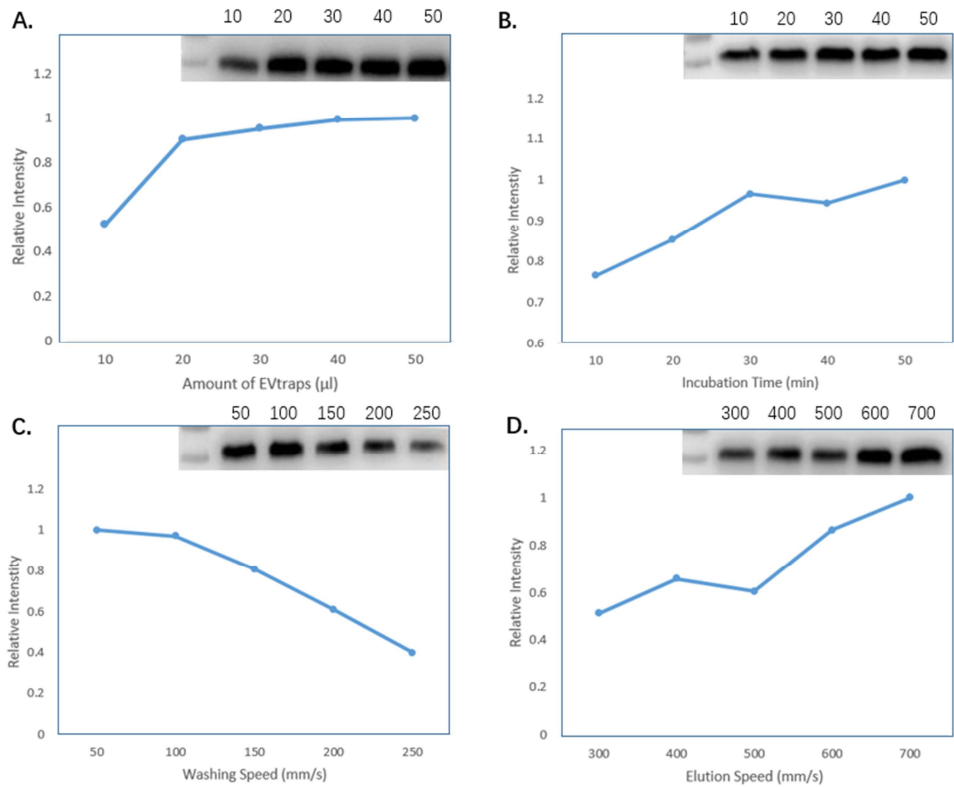 A.
10 20 30 40 50
1.2
1
0.8
0.6
0.4
0.2
0
Relative Intensity
10 20 30 40 50
Amount of EVtraps (µl)
B.
10 20 30 40 50
1.2
1.1
1
0.9
0.8
0.7
0.6
Relative Intenstiy
10 20 30 40 50
Incubation Time (min)
C.
50 100 150 200 250
1.2
1
0.8
0.6
0.4
0.2
0
Relative Intenstity
50 100 150 200 250
Washing Speed (mm/s)
D.
300 400 500 600 700
1.2
1
0.8
0.6
0.4
0.2
0
Relative Intensity
300 400 500 600 700
Elution Speed (mm/s)